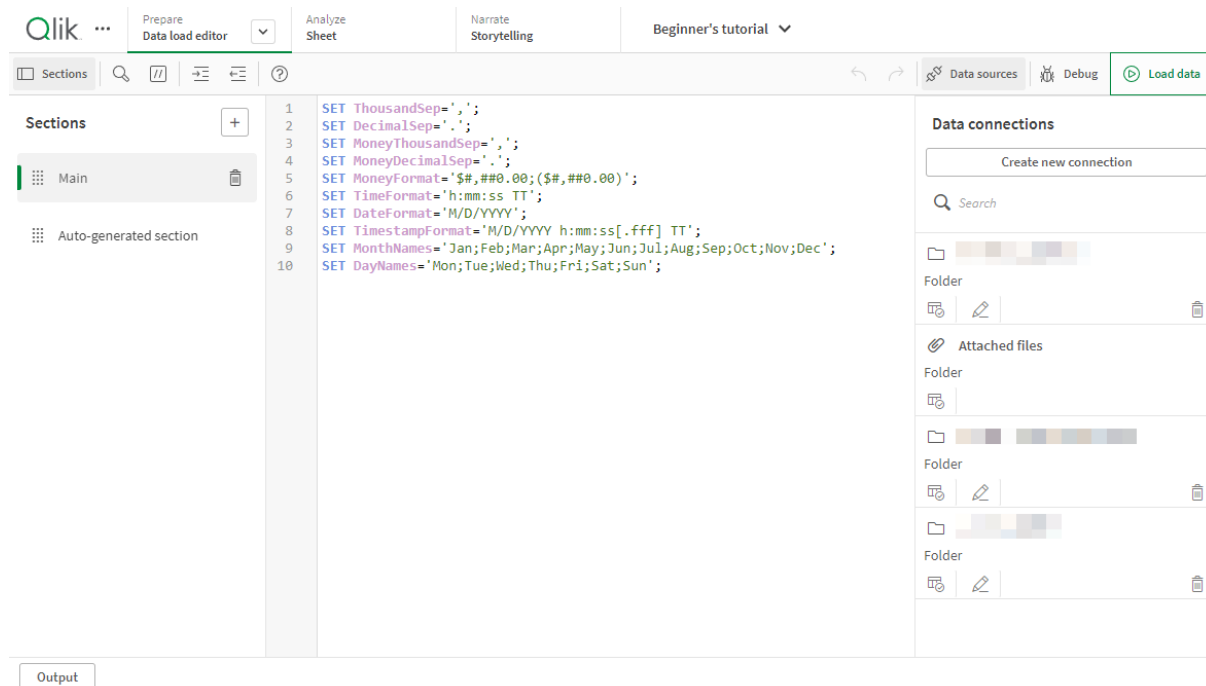 Qlik
Prepare
Data load editor
Analyze
Sheet
Narrate
Storytelling
Beginner's tutorial
Sections
Data sources
Debug
Load data
Sections
Main
Auto-generated section
1 SET ThousandSep=',';
2 SET DecimalSep='.';
3 SET MoneyThousandSep=',';
4 SET MoneyDecimalSep='.';
5 SET MoneyFormat='$#,##0.00;($#,##0.00)';
6 SET TimeFormat='h:mm:ss TT';
7 SET DateFormat='M/D/YYYY';
8 SET TimestampFormat='M/D/YYYY h:mm:ss[.fff] TT';
9 SET MonthNames='Jan;Feb;Mar;Apr;May;Jun;Jul;Aug;Sep;Oct;Nov;Dec';
10 SET DayNames='Mon;Tue;Wed;Thu;Fri;Sat;Sun';
Data connections
Create new connection
Search
Folder
Attached files
Folder
Folder
Folder
Output